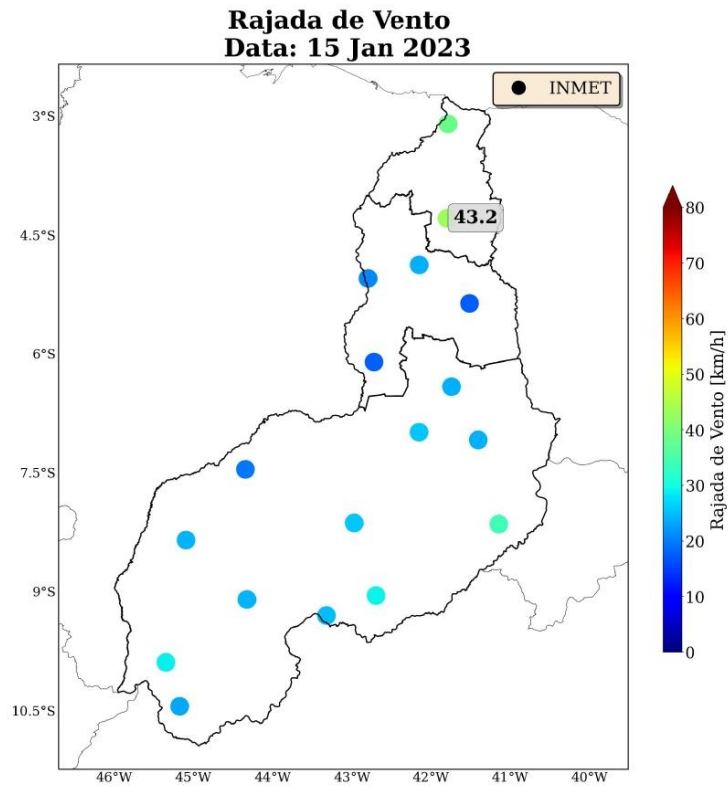 Rajada de Vento
Data: 15 Jan 2023
INMET
3°S
4.5°S
6°S
7.5°S
9°S
10.5°S
43.2
46°W 45°W 44°W 43°W 42°W 41°W 40°W
80
70
60
50
40
30
20
10
0
Rajada de Vento [km/h]